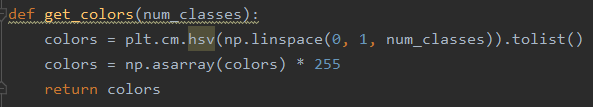 def get_colors(num_classes):
    colors = plt.cm.hsv(np.linspace(0, 1, num_classes)).tolist()
    colors = np.asarray(colors) * 255
    return colors